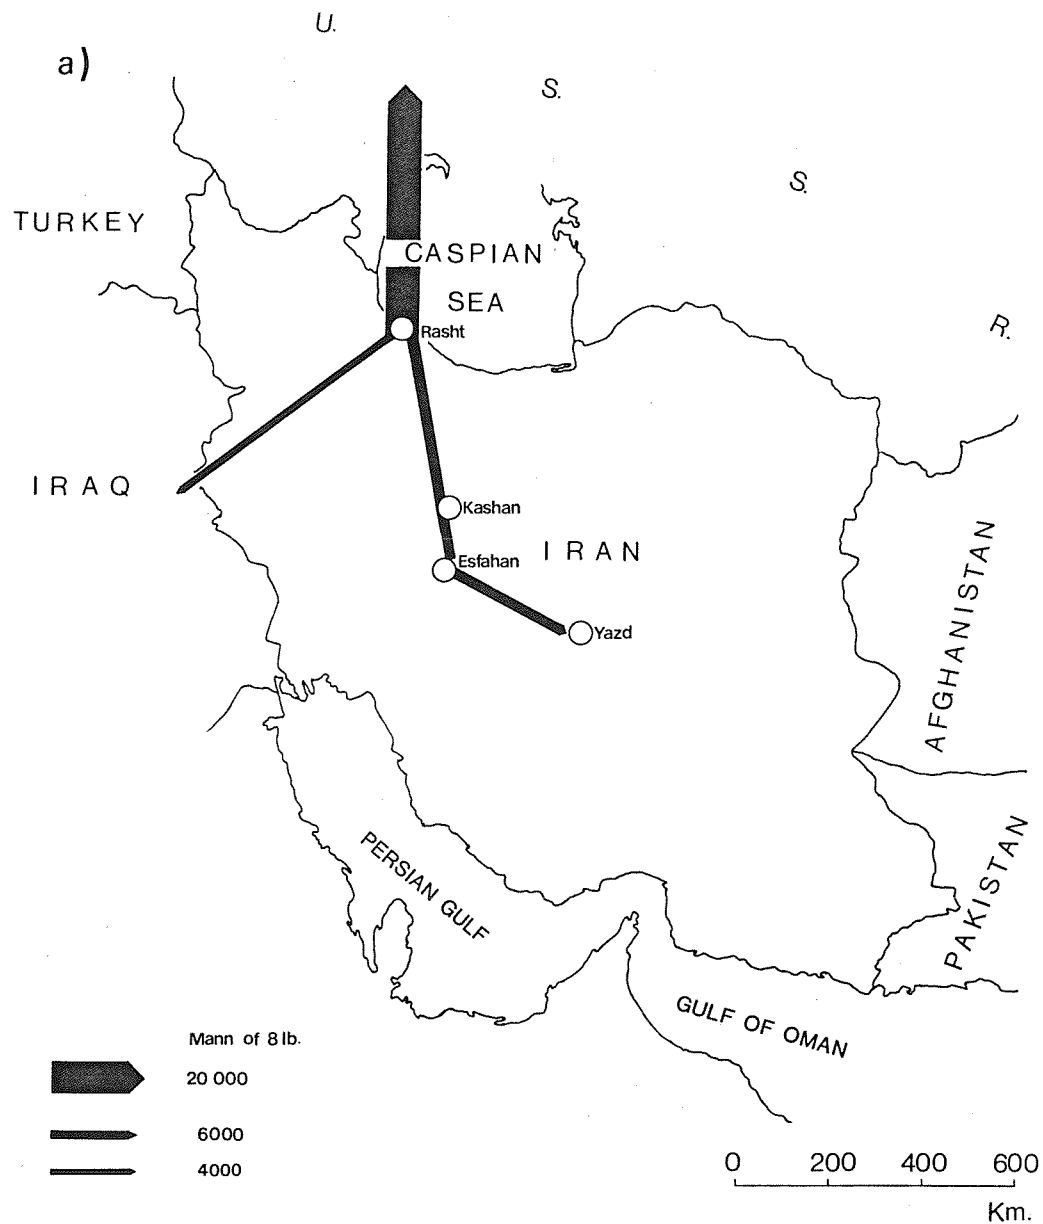 U.
a)
S.
S.
TURKEY
CASPIAN
SEA
R.
Rasht
IRAQ
Kashan
IRAN
Esfahan
Yazd
AFGHANISTAN
PERSIAN GULF
PAKISTAN
GULF OF OMAN
Mann of 8 lb.
20 000
6000
4000
0 200 400 600
Km.